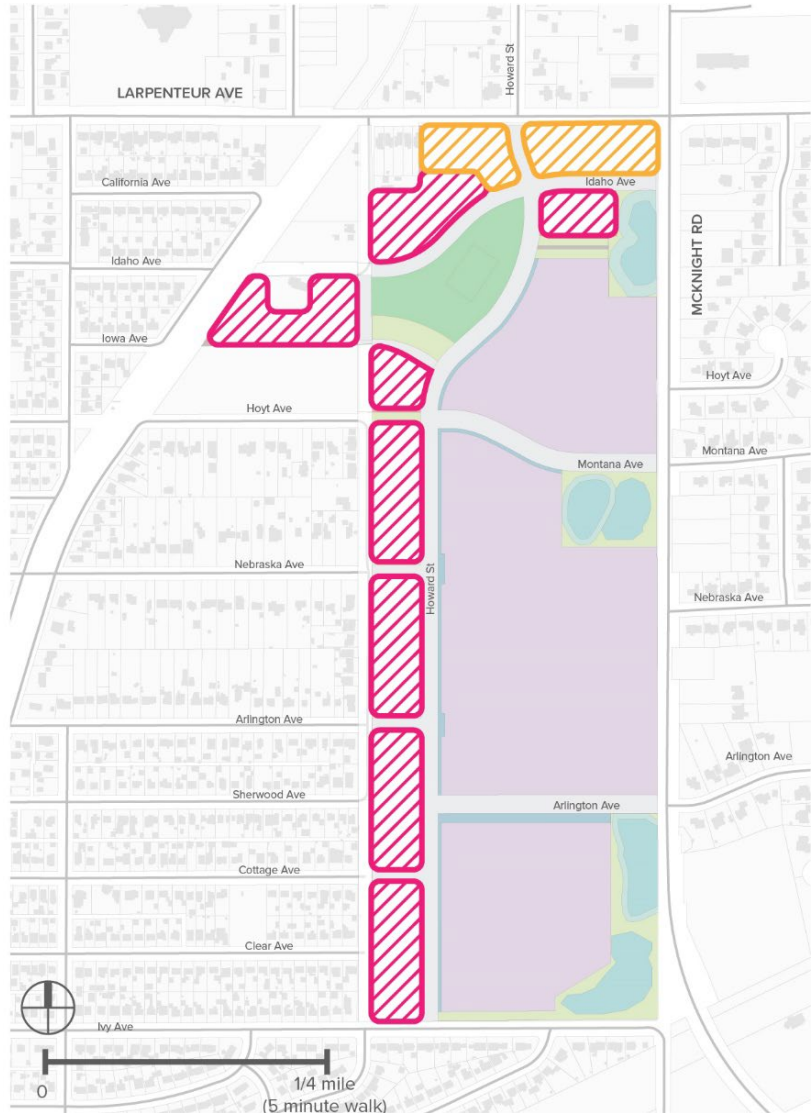 Howard St
LARPENTEUR AVE
California Ave
Idaho Ave
Idaho Ave
MCKNIGHT RD
Iowa Ave
Hoyt Ave
Hoyt Ave
Montana Ave
Montana Ave
Nebraska Ave
Howard St
Nebraska Ave
Arlington Ave
Arlington Ave
Sherwood Ave
Arlington Ave
Cottage Ave
Clear Ave
Ivy Ave
0
1/4 mile
(5 minute walk)